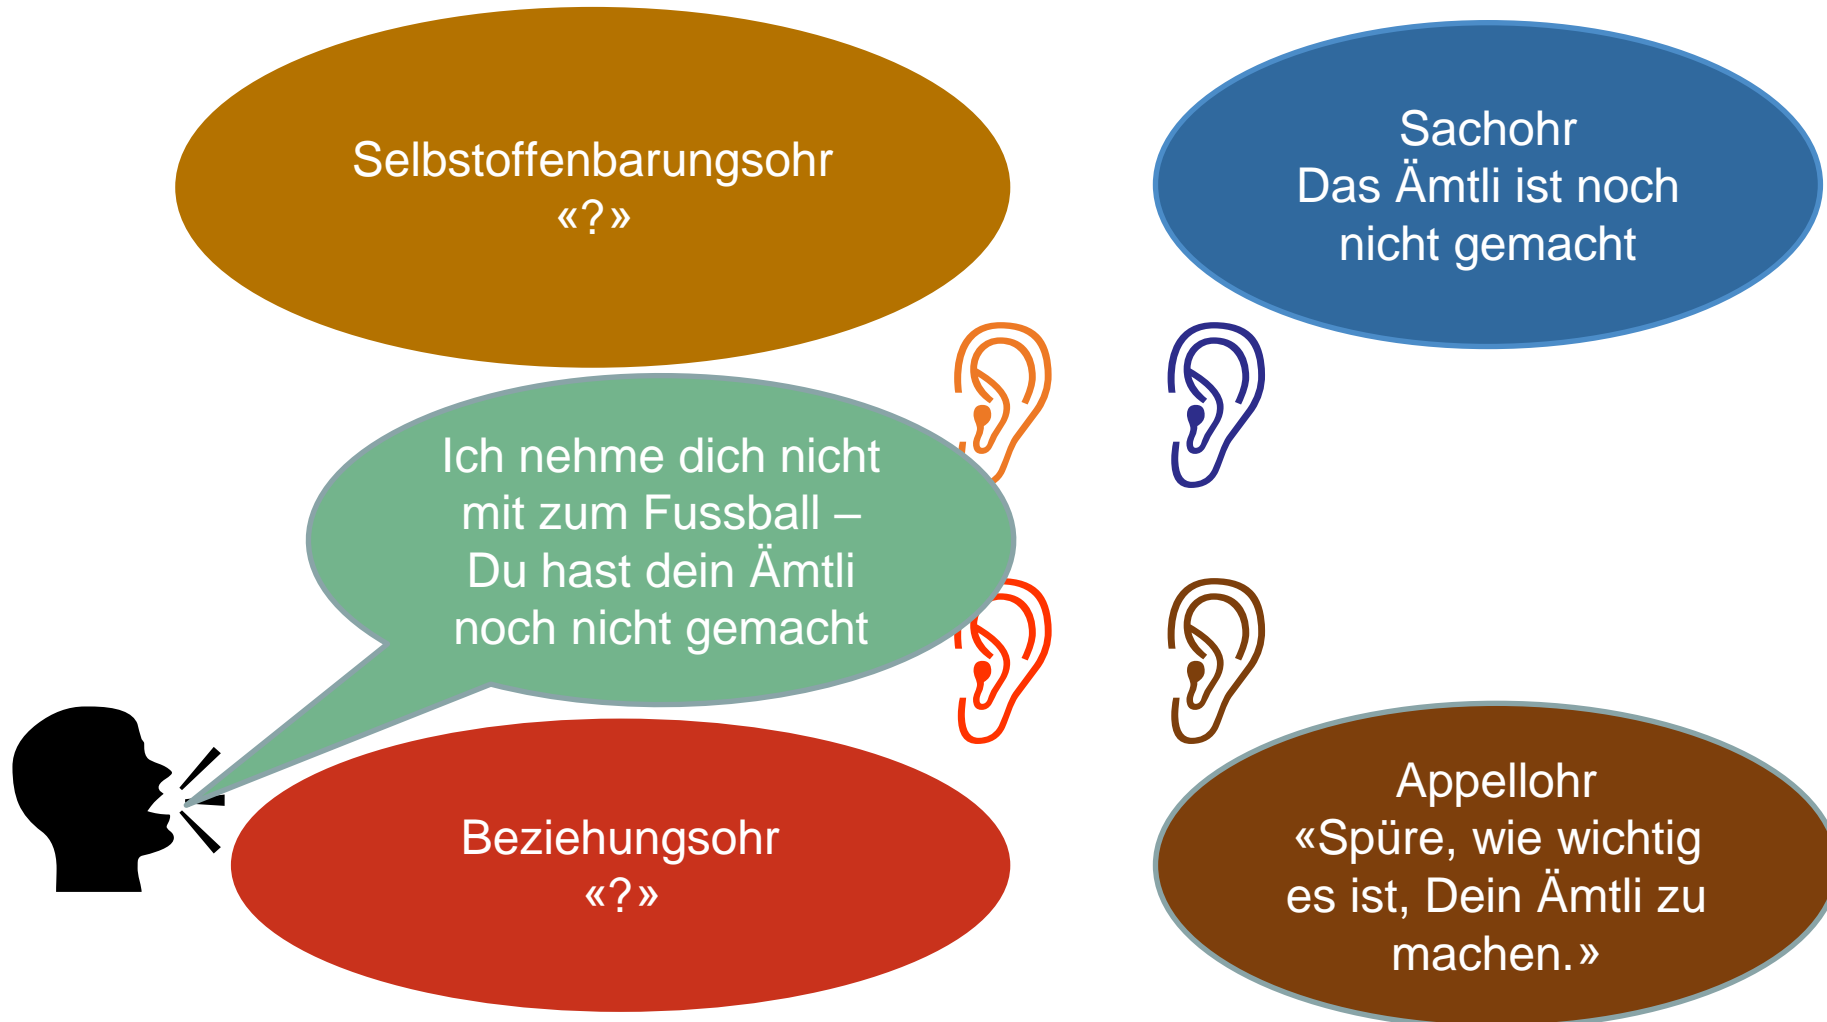 Selbstoffenbarungsohr
«?»
Sachohr
Das Ämtli ist noch
nicht gemacht
Ich nehme dich nicht
mit zum Fussball –
Du hast dein Ämtli
noch nicht gemacht
Beziehungsohr
«?»
Appellohr
«Spüre, wie wichtig
es ist, Dein Ämtli zu
machen.»